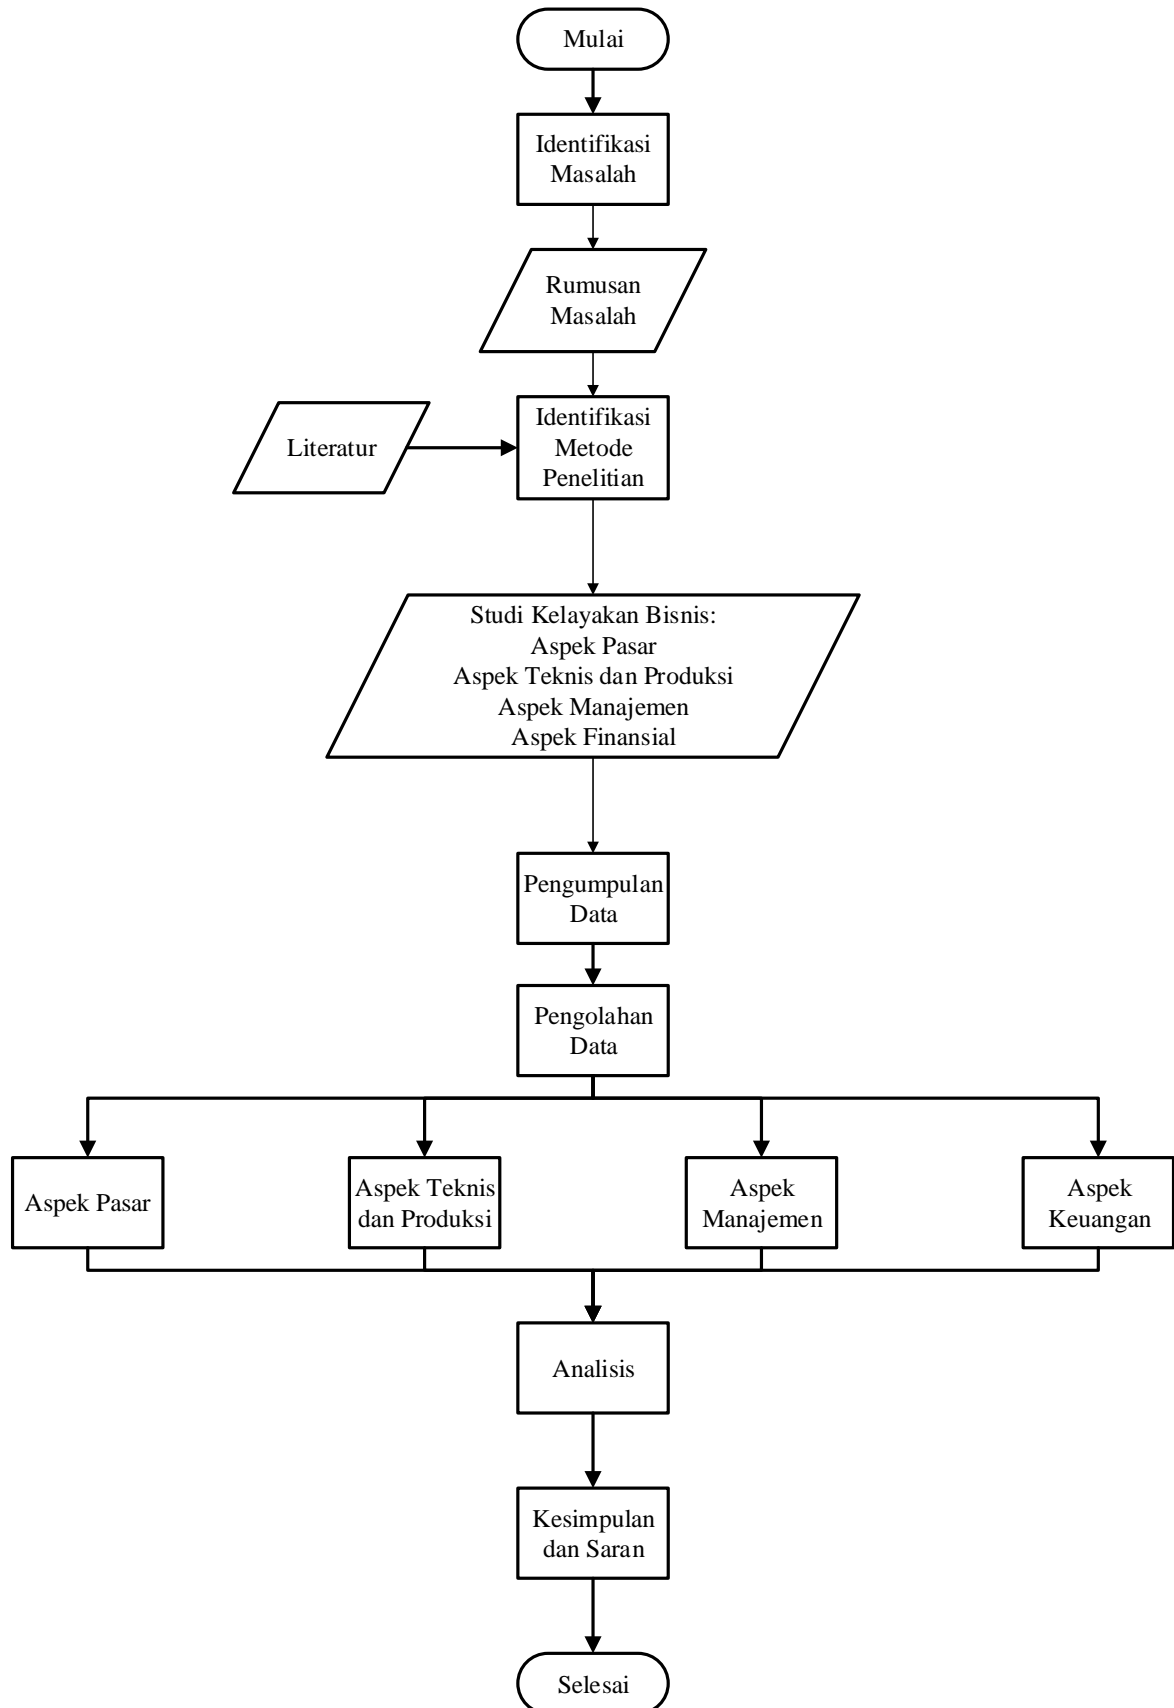 Mulai
Identifikasi
Masalah
Rumusan
Masalah
Literatur
Identifikasi
Metode
Penelitian
Studi Kelayakan Bisnis:
Aspek Pasar
Aspek Teknis dan Produksi
Aspek Manajemen
Aspek Finansial
Pengumpulan
Data
Pengolahan
Data
Aspek Pasar
Aspek Teknis
dan Produksi
Aspek
Manajemen
Aspek
Keuangan
Analisis
Kesimpulan
dan Saran
Selesai